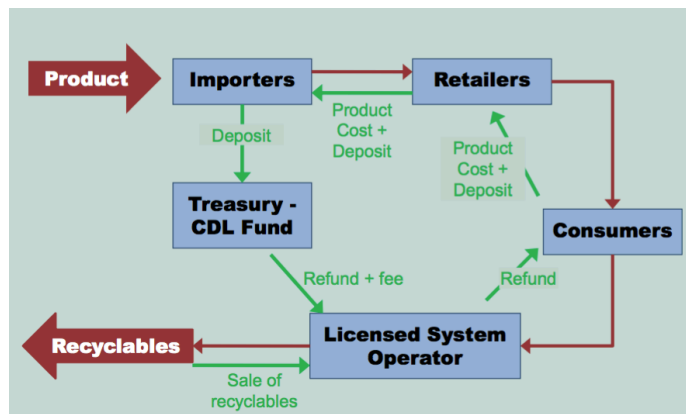 Product
Importers
Retailers
Deposit
Product
Cost +
Deposit
Product
Cost +
Deposit
Treasury -
CDL Fund
Consumers
Refund + fee
Refund
Recyclables
Licensed System
Operator
Sale of
recyclables